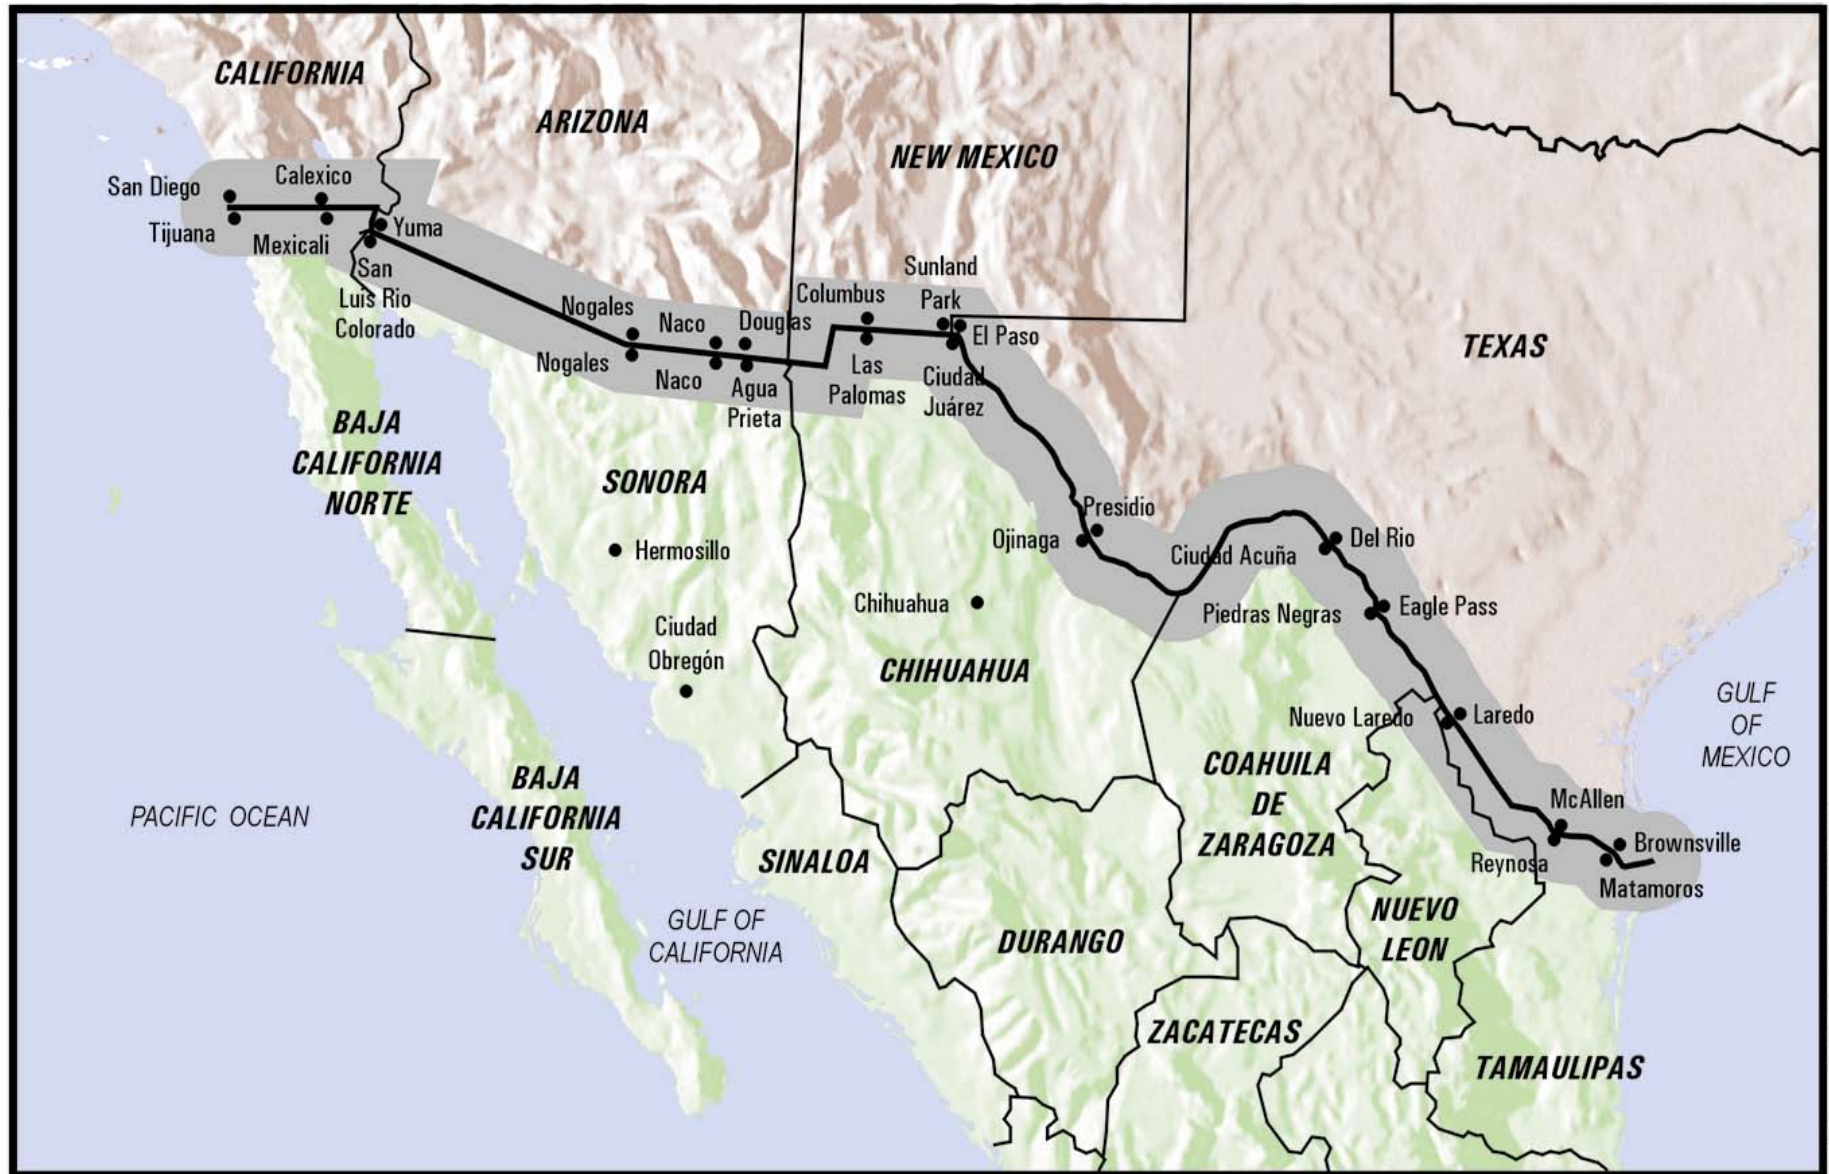 CALIFORNIA
ARIZONA
NEW MEXICO
San Diego
Calexico
Tijuana
Mexicali
Yuma
San
Luis Rio
Colorado
Sunland
Park
Columbus
Nogales
Naco
Douglas
El Paso
Nogales
Naco
Agua
Prieta
Las
Palomas
Ciudad
Juárez
TEXAS
BAJA
CALIFORNIA
NORTE
SONORA
Presidio
Ojinaga
Ciudad Acuña
Del Rio
Hermosillo
Chihuahua
Piedras Negras
Eagle Pass
Ciudad
Obregón
CHIHUAHUA
Nuevo Laredo
Laredo
GULF
OF
MEXICO
COAHUILA
DE
ZARAGOZA
BAJA
CALIFORNIA
SUR
PACIFIC OCEAN
McAllen
Brownsville
Reynosa
Matamoros
SINALOA
GULF OF
CALIFORNIA
DURANGO
NUEVO
LEON
ZACATECAS
TAMAULIPAS